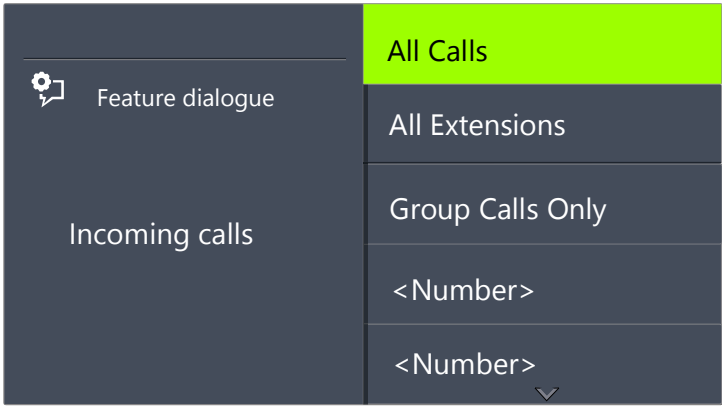 Feature dialogue
Incoming calls
All Calls
All Extensions
Group Calls Only
<Number>
<Number>